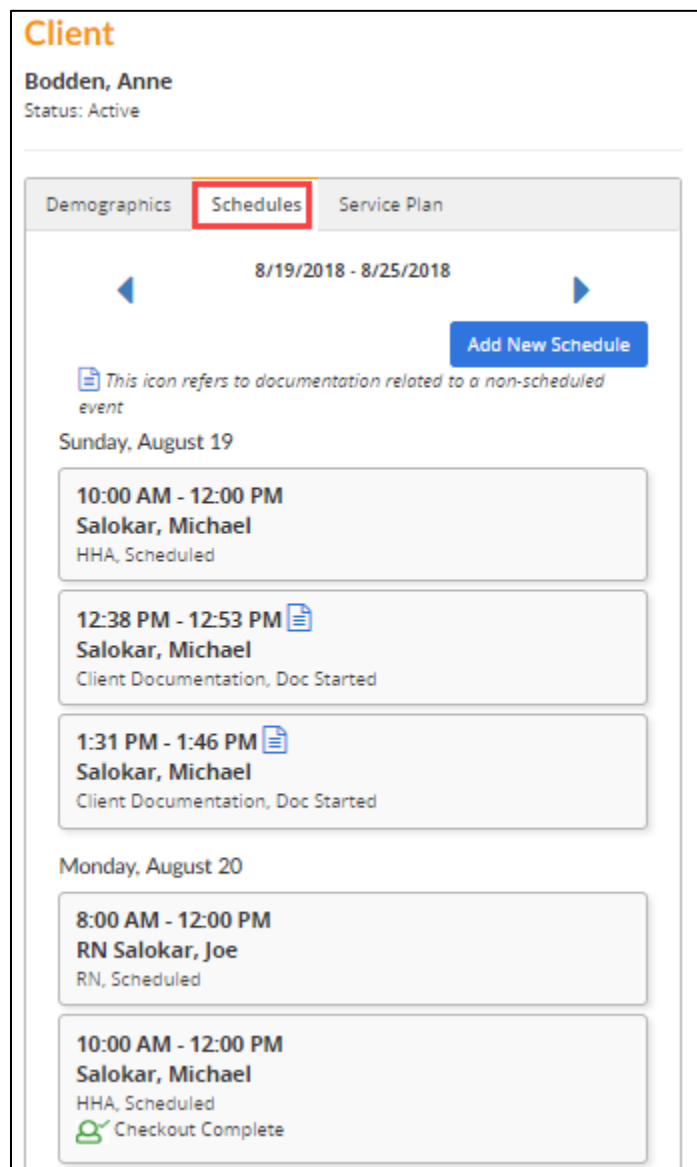 Client
Bodden, Anne
Status: Active
Demographics Schedules Service Plan
8/19/2018 - 8/25/2018
Add New Schedule
This icon refers to documentation related to a non-scheduled
event
Sunday, August 19
10:00 AM - 12:00 PM
Salokar, Michael
HHA, Scheduled
12:38 PM - 12:53 PM
Salokar, Michael
Client Documentation, Doc Started
1:31 PM - 1:46 PM
Salokar, Michael
Client Documentation, Doc Started
Monday, August 20
8:00 AM - 12:00 PM
RN Salokar, Joe
RN, Scheduled
10:00 AM - 12:00 PM
Salokar, Michael
HHA, Scheduled
Checkout Complete